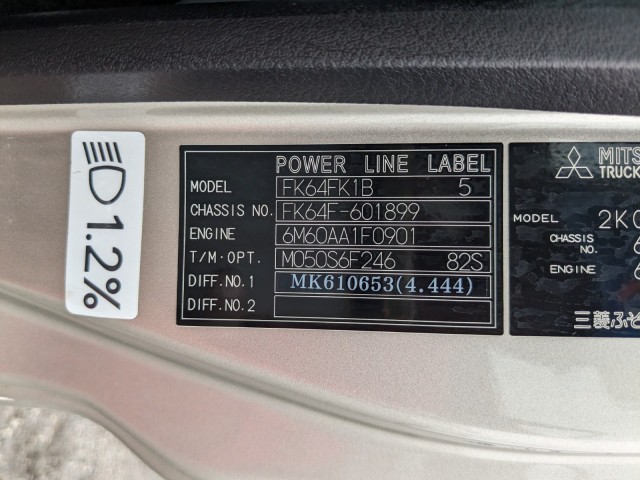 POWER LINE LABEL
MODEL FK64FK1B 5
CHASSIS NO. FK64F-601899
ENGINE 6M60AA1F0901
T/M·OPT. M050S6F246 82S
DIFF.NO.1 MK610653(4.444)
DIFF.NO.2
1.2%
MITS
TRUCK
MODEL 2K
CHASSIS NO.
ENGINE
三菱ふそ